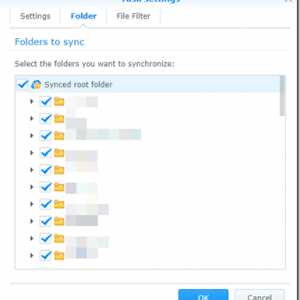 Task Settings
Settings
Folder
File Filter
Folders to sync
Select the folders you want to synchronize:
Synced root folder
OK
Cancel